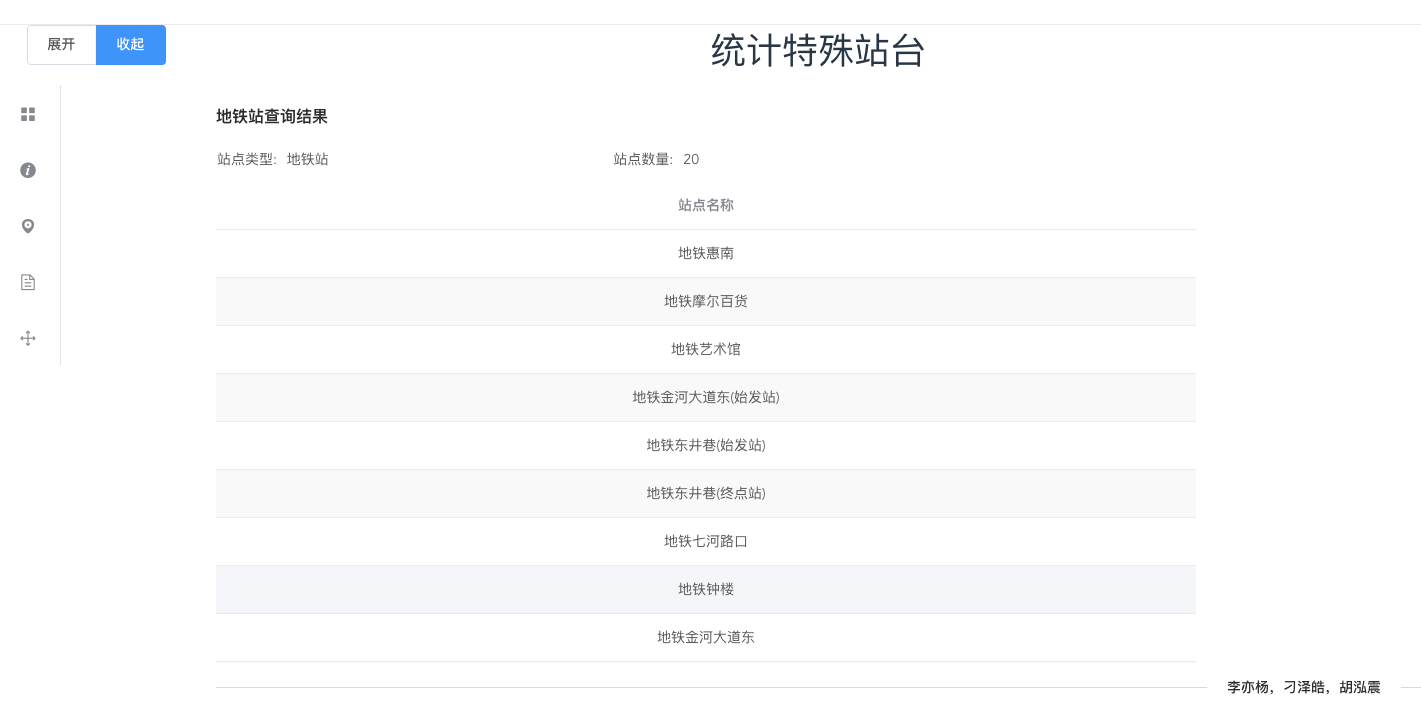 展开 收起
统计特殊站台
地铁站查询结果
站点类型: 地铁站 站点数量: 20
站点名称
地铁惠南
地铁摩尔百货
地铁艺术馆
地铁金河大道东(始发站)
地铁东井巷(始发站)
地铁东井巷(终点站)
地铁七河路口
地铁钟楼
地铁金河大道东
李亦杨，刁泽皓，胡泓震